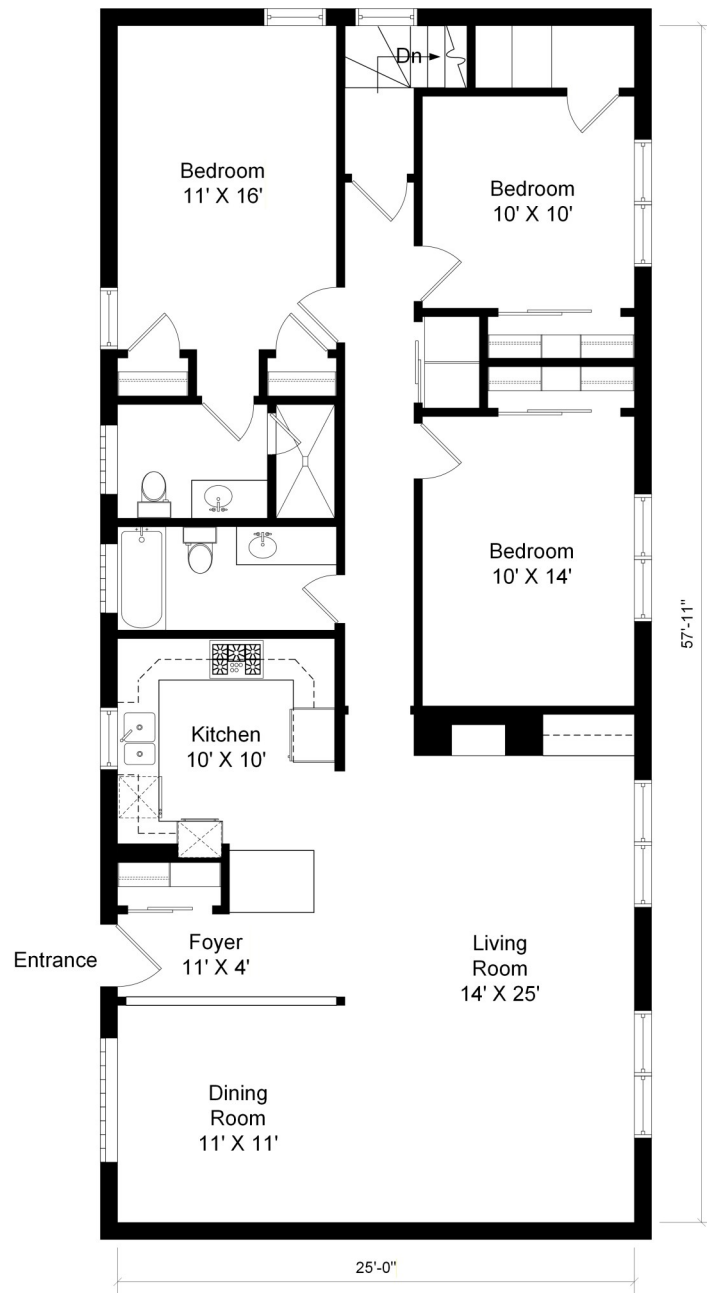 Dn
Bedroom
11' X 16'
Bedroom
10' X 10'
Bedroom
10' X 14'
57'-11"
Kitchen
10' X 10'
Entrance
Foyer
11' X 4'
Living
Room
14' X 25'
Dining
Room
11' X 11'
25'-0"